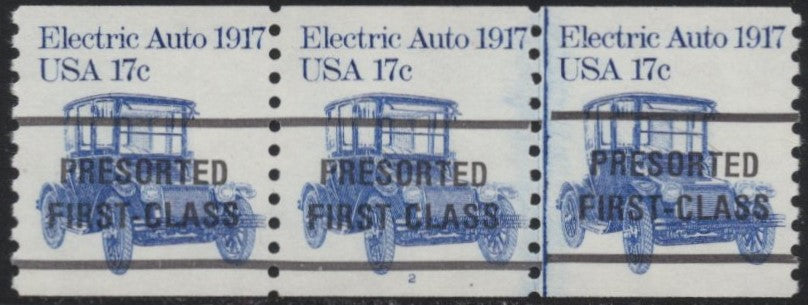 Electric Auto 1917
USA 17c
PRESORTED
FIRST-CLASS
Electric Auto 1917
USA 17c
PRESORTED
FIRST CLASS
2
Electric Auto 1917
USA 17c
PRESORTED
FIRST-CLASS